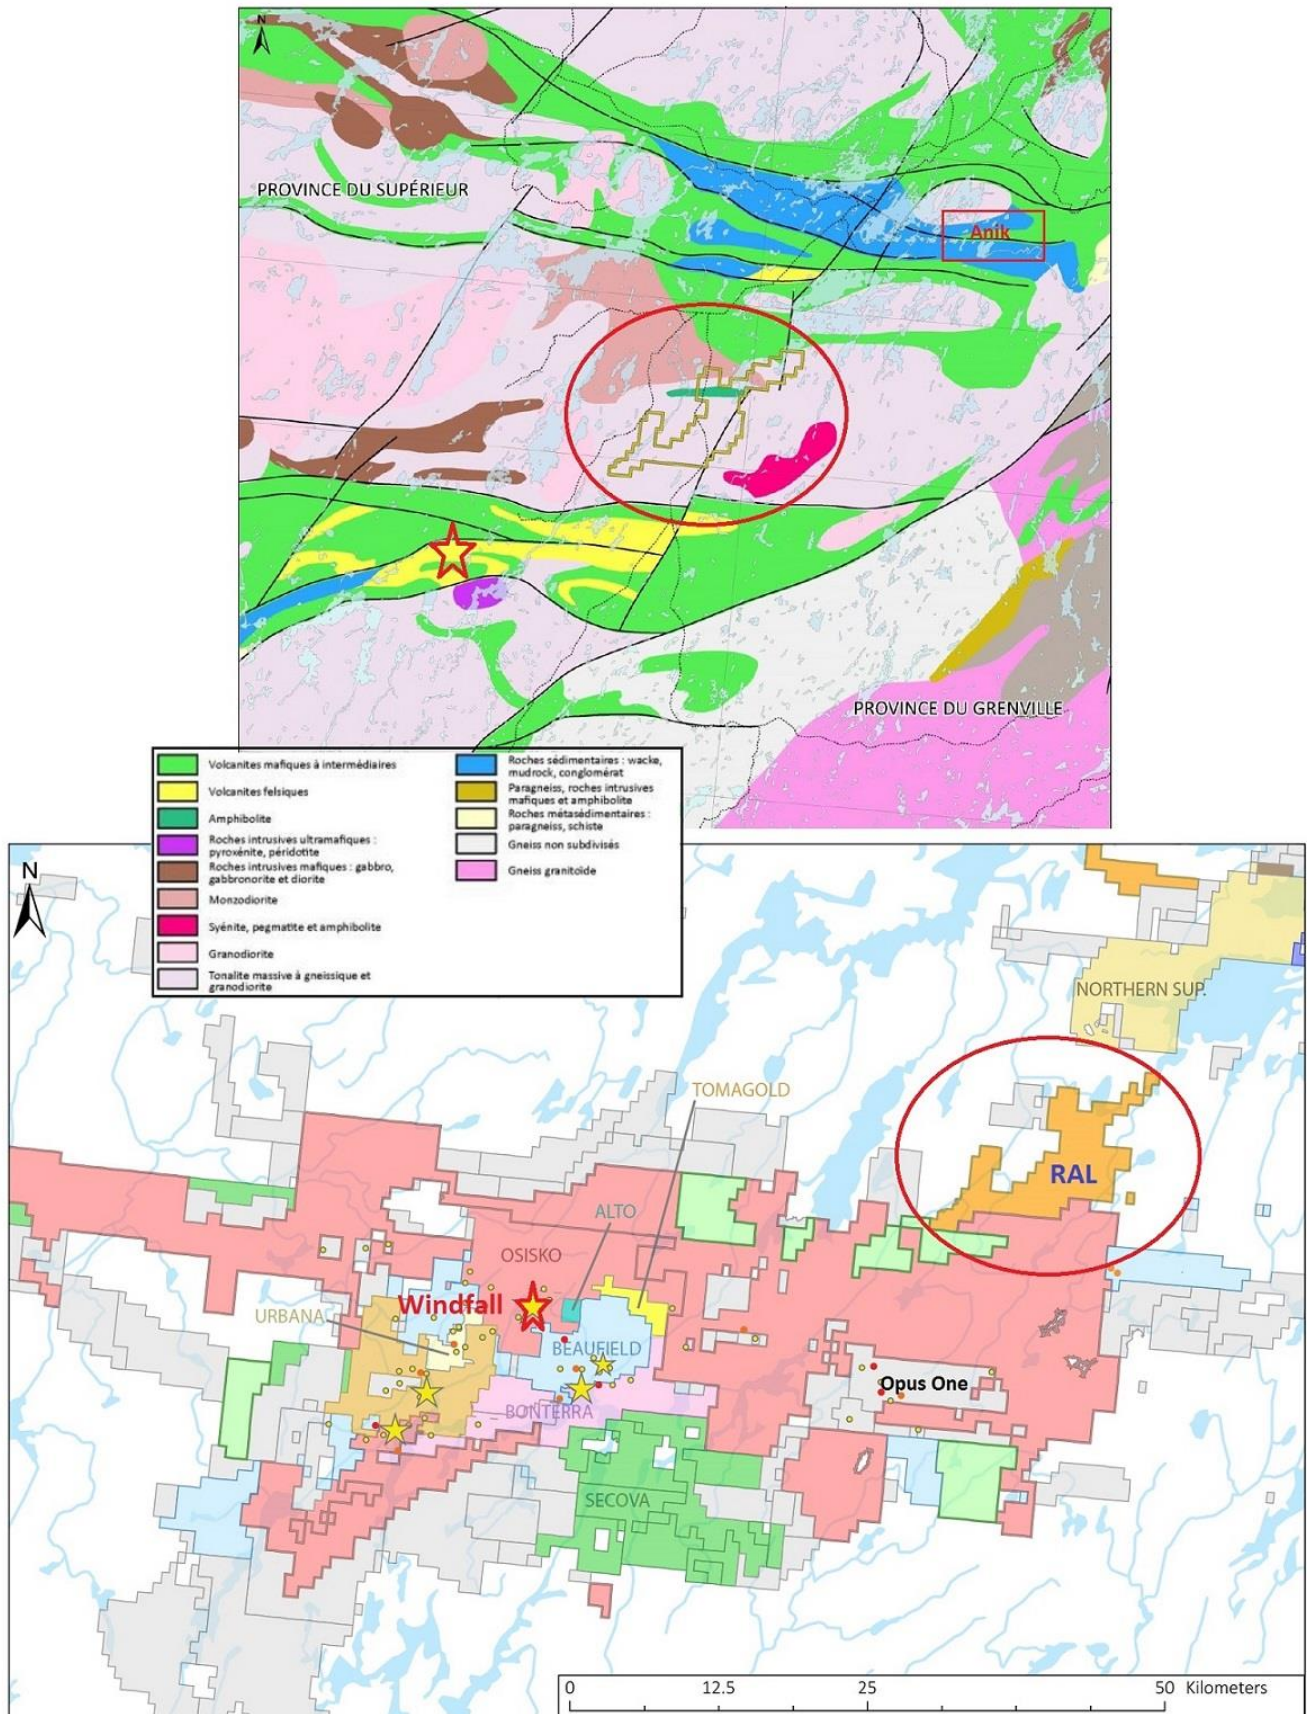 N
PROVINCE DU SUPÉRIEUR
Anik
PROVINCE DU GRENVILLE
Volcanites mafiques à intermédiaires
Volcanites felsiques
Amphibolite
Roches intrusives ultramafiques :
pyroxénite, péridotite
Roches intrusives mafiques : gabbro,
gabbronorite et diorite
Monzodiorite
Syénite, pegmatite et amphibolite
Granodiorite
Tonalite massive à gneissique et
granodiorite
Roches sédimentaires : wacke,
mudrock, conglomérat
Paragneiss, roches intrusives
mafiques et amphibolite
Roches métasédimentaires :
paragneiss, schiste
Gneiss non subdivisés
Gneiss granitoïde
N
NORTHERN SUP.
TOMAGOLD
RAL
ALTO
OSISKO
Windfall
URBANA
BEAUFIELD
Opus One
BONTERRA
SECOVA
0 12.5 25 50 Kilometers